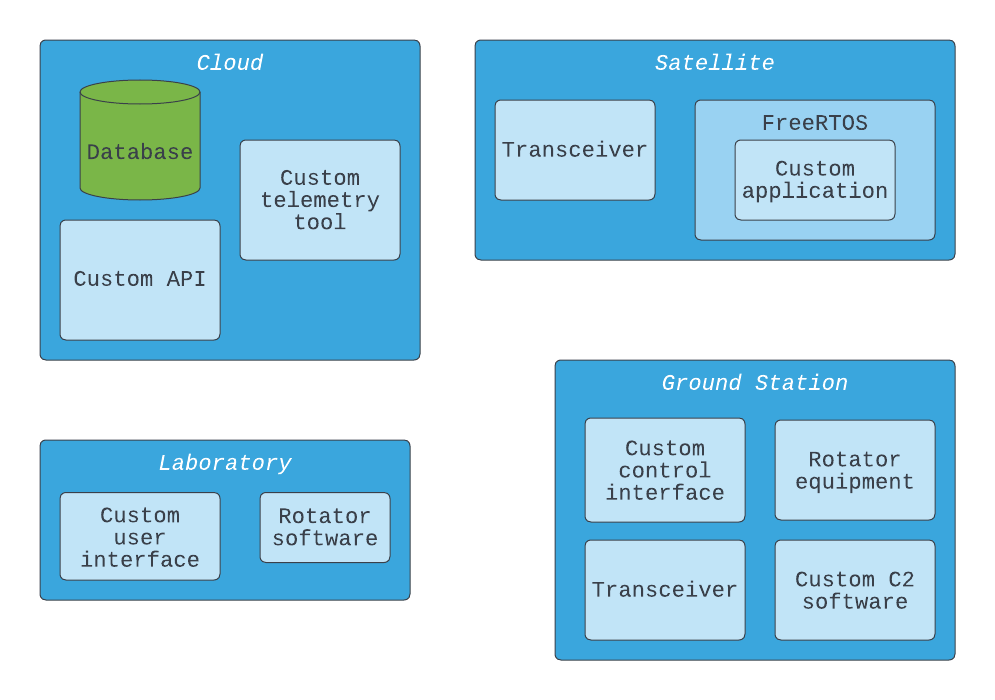 Cloud
Database
Custom
telemetry
tool
Custom API
Satellite
Transceiver
FreeRTOS
Custom
application
Laboratory
Custom
user
interface
Rotator
software
Ground Station
Custom
control
interface
Rotator
equipment
Transceiver
Custom C2
software